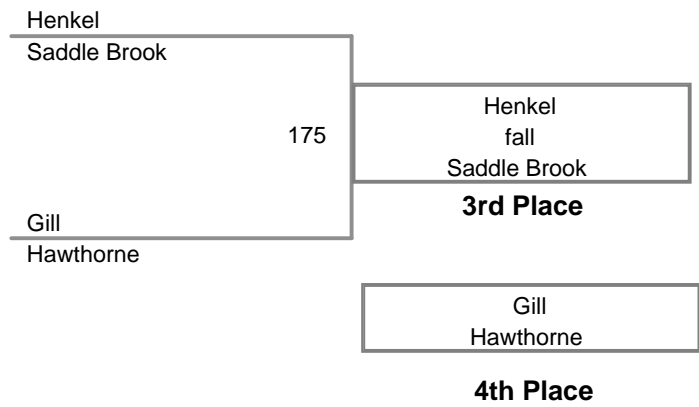 Henkel
Saddle Brook
175
Henkel
fall
Saddle Brook
3rd Place
Gill
Hawthorne
Gill
Hawthorne
4th Place